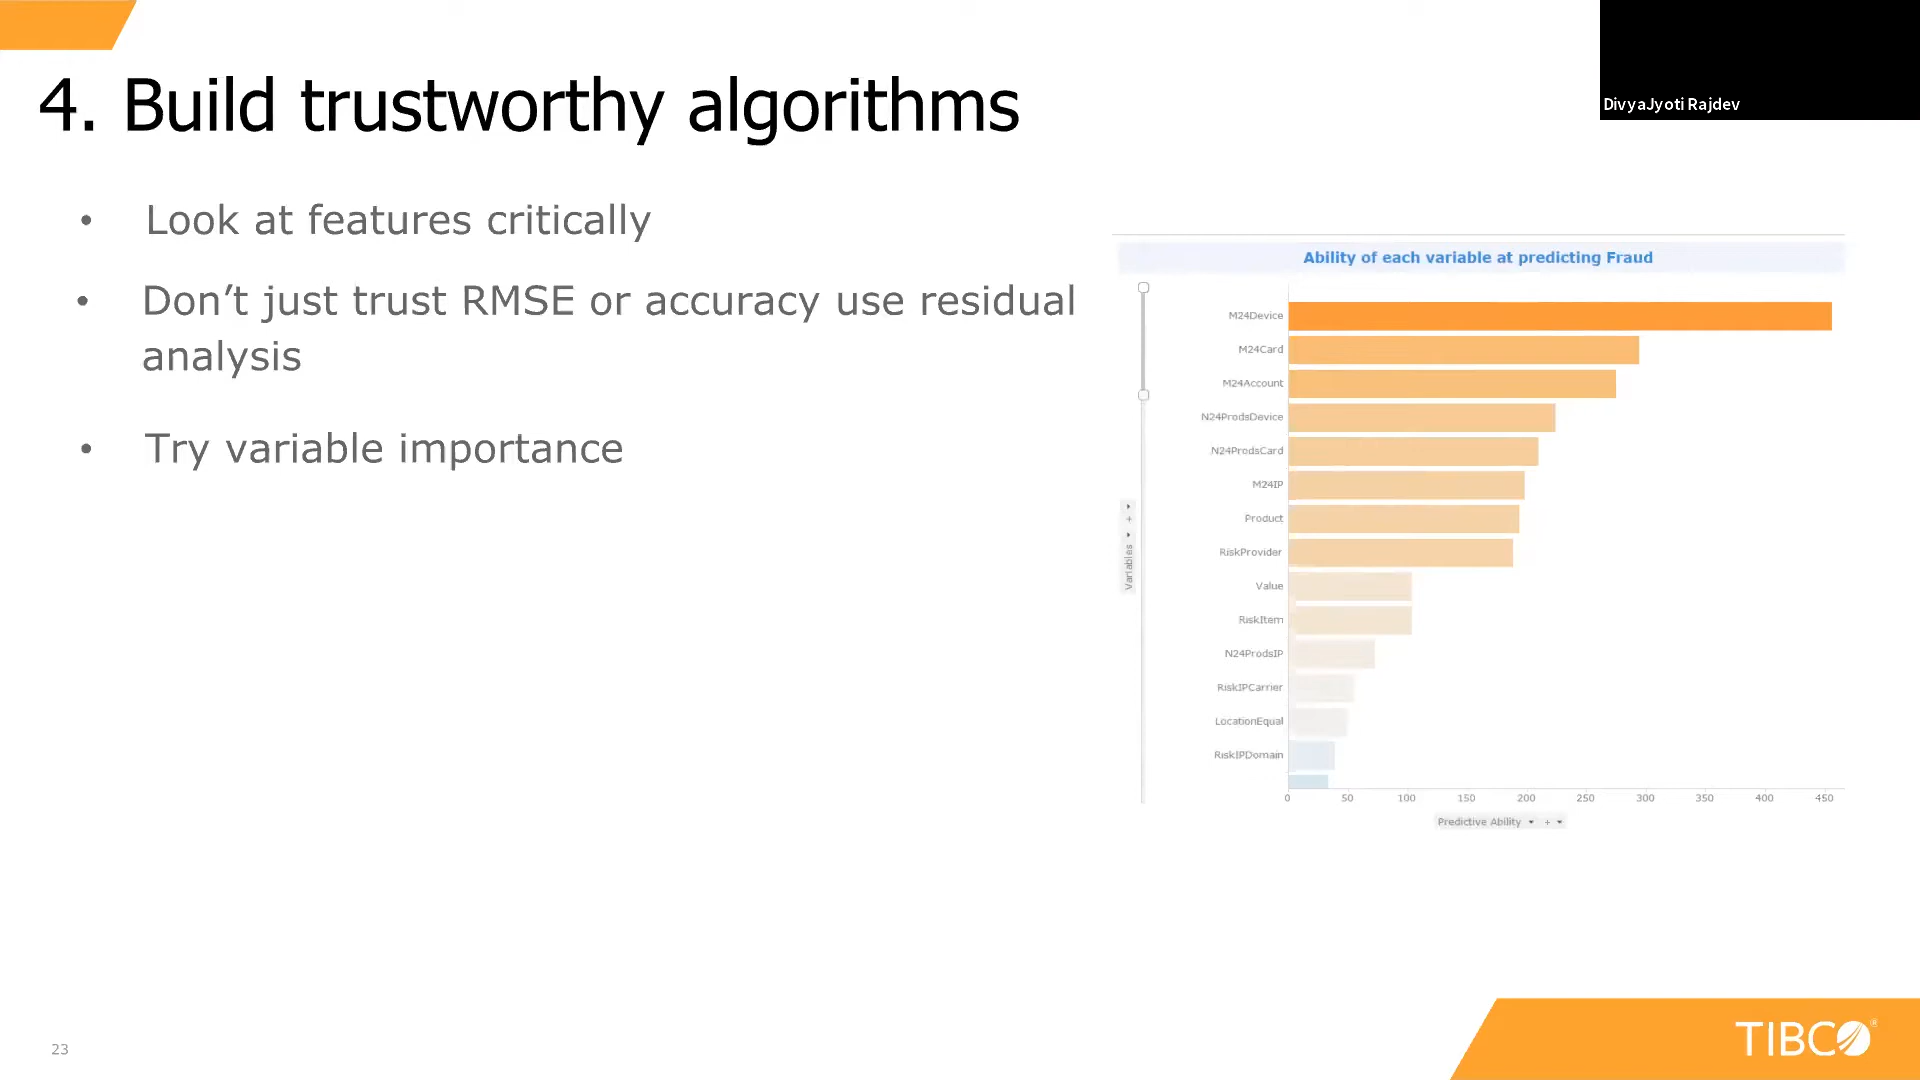 4. Build trustworthy algorithms
DivyaJyoti Rajdev
• Look at features critically
• Don’t just trust RMSE or accuracy use residual
analysis
• Try variable importance
Ability of each variable at predicting Fraud
M24Device
M24Card
M24Account
N24ProdsDevice
N24ProdsCard
M24IP
Product
RiskProvider
Value
RiskItem
N24ProdsIP
RiskIPCarrier
LocationEqual
RiskIPDomain
Variables
0 50 100 150 200 250 300 350 400 450
Predictive Ability
23
TIBCO®